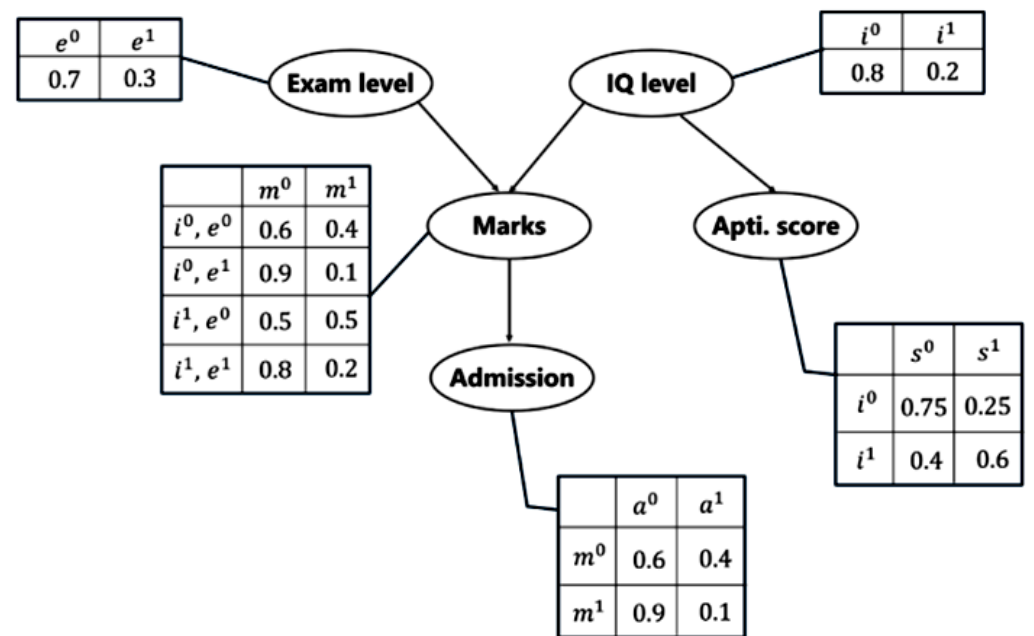 e⁰ e¹
0.7 0.3
Exam level
IQ level
i⁰ i¹
0.8 0.2
m⁰ m¹
i⁰, e⁰ 0.6 0.4
i⁰, e¹ 0.9 0.1
i¹, e⁰ 0.5 0.5
i¹, e¹ 0.8 0.2
Marks
Apti. score
Admission
s⁰ s¹
i⁰ 0.75 0.25
i¹ 0.4 0.6
a⁰ a¹
m⁰ 0.6 0.4
m¹ 0.9 0.1